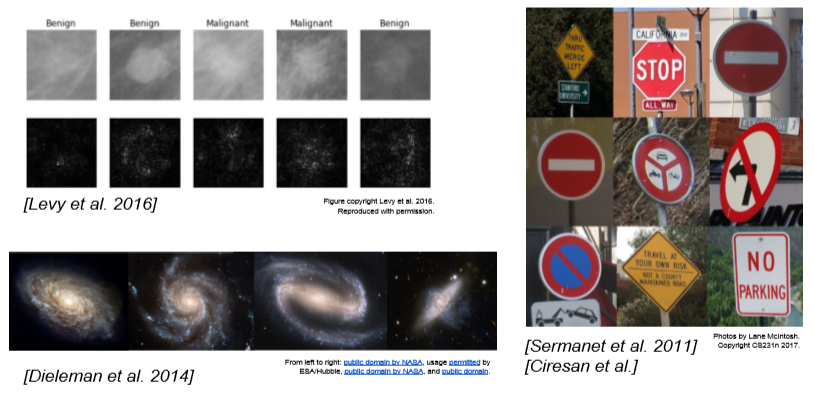 Benign
Benign
Malignant
Malignant
Benign
[Levy et al. 2016]
Figure copyright Levy et al. 2016.
Reproduced with permission.
From left to right: public domain by NASA, usage permitted by
ESA/Hubble, public domain by NASA, and public domain.
[Dieleman et al. 2014]
THRU
TRAFFIC
MERGE
LEFT
STANFORD
UNIVERSITY
CALIFORNIA
STOP
ALL WAY
TRAVEL AT
YOUR OWN RISK
NOT A COUNTY
MAINTAINED ROAD
NO
PARKING
[Sermanet et al. 2011]
[Ciresan et al.]
Photos by Lane McIntosh.
Copyright CS231n 2017.